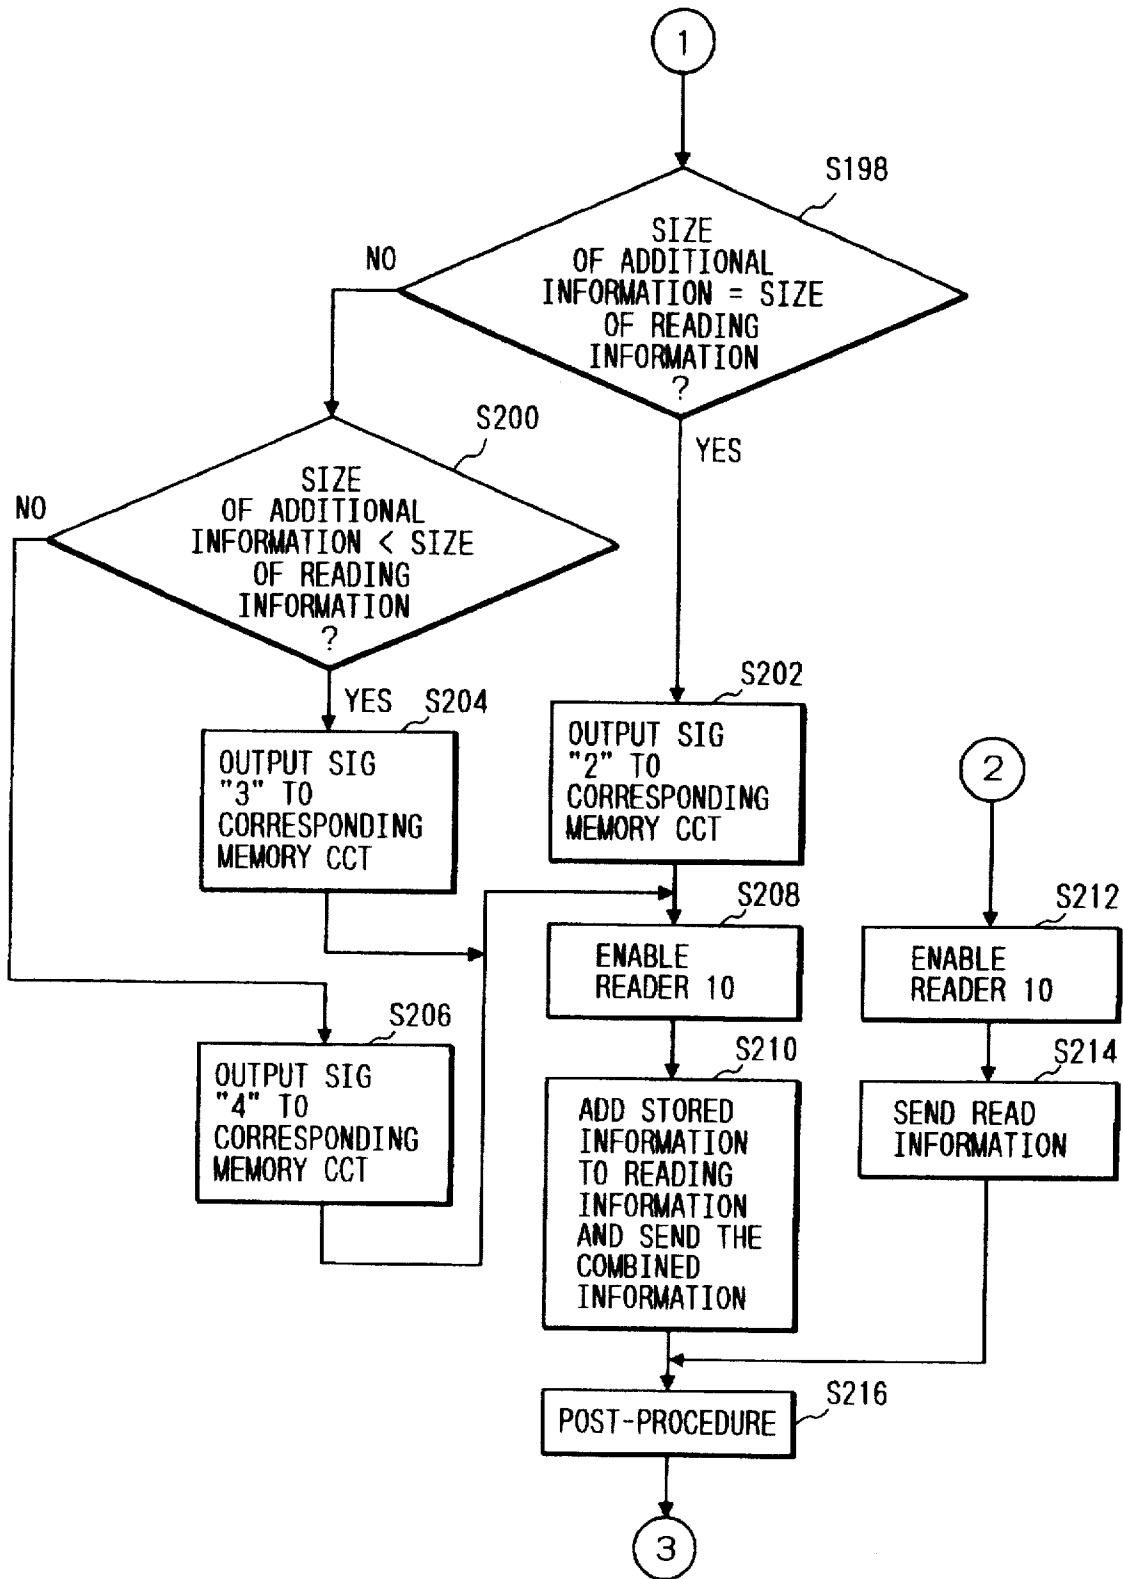 1
S198
SIZE
OF ADDITIONAL
INFORMATION = SIZE
OF READING
INFORMATION
?
NO
YES
S200
SIZE
OF ADDITIONAL
INFORMATION < SIZE
OF READING
INFORMATION
?
NO
YES
S204
OUTPUT SIG
"3" TO
CORRESPONDING
MEMORY CCT
S202
OUTPUT SIG
"2" TO
CORRESPONDING
MEMORY CCT
2
S208
ENABLE
READER 10
S212
ENABLE
READER 10
S206
OUTPUT SIG
"4" TO
CORRESPONDING
MEMORY CCT
S210
ADD STORED
INFORMATION
TO READING
INFORMATION
AND SEND THE
COMBINED
INFORMATION
S214
SEND READ
INFORMATION
S216
POST-PROCEDURE
3